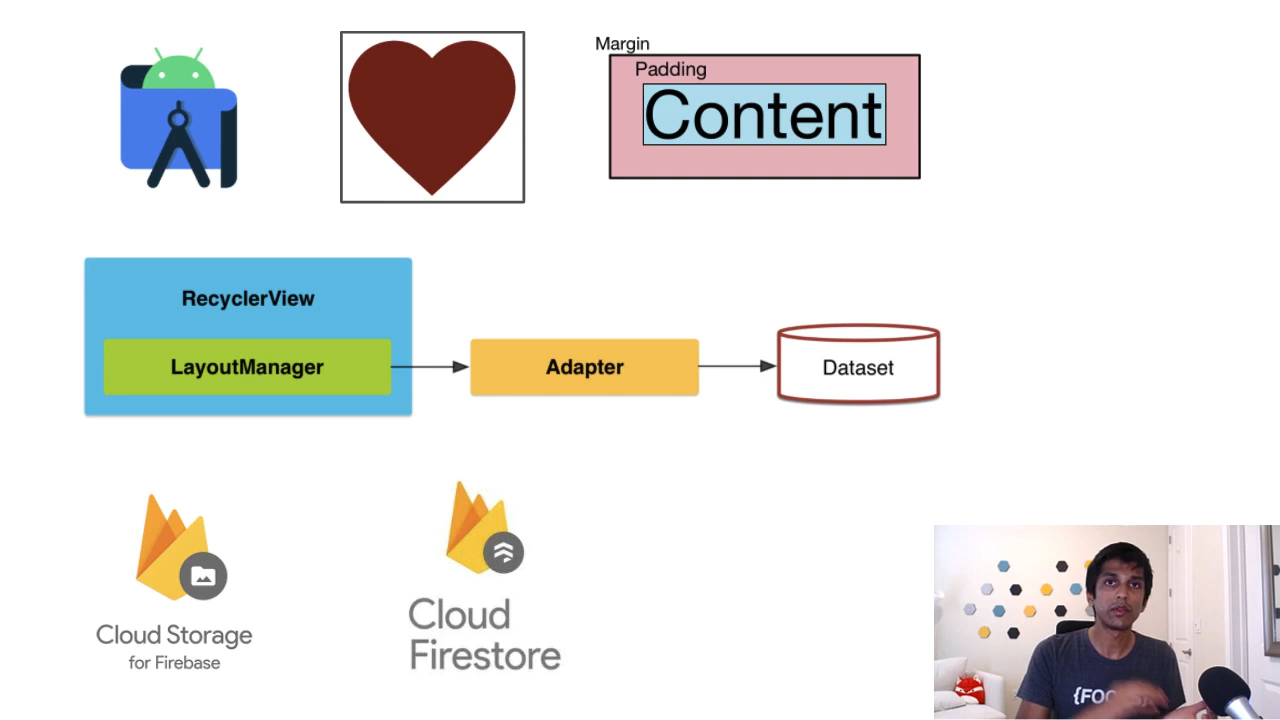 Margin
Padding
Content
RecyclerView
LayoutManager
Adapter
Dataset
Cloud Storage
for Firebase
Cloud
Firestore